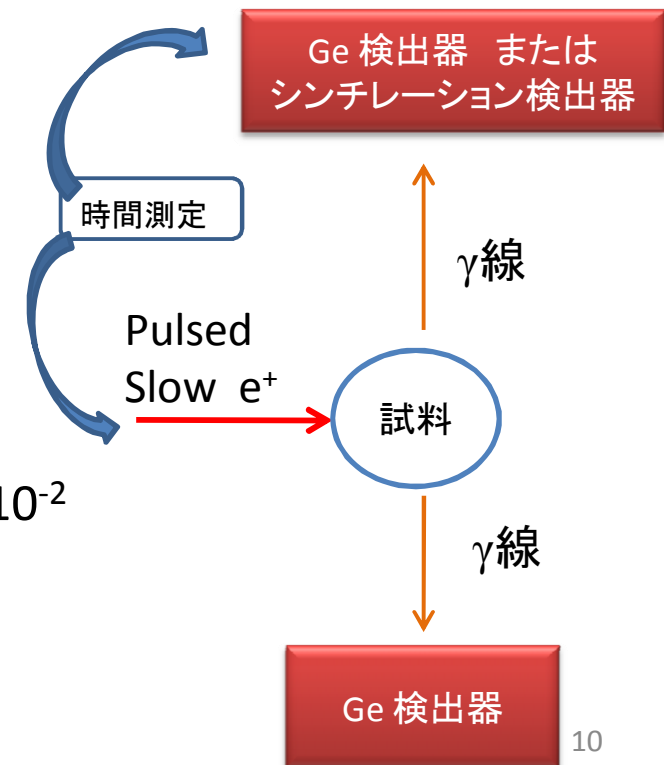 Ge 検出器 または
シンチレーション検出器
時間測定
γ線
Pulsed
Slow e⁺
試料
10⁻²
γ線
Ge 検出器
10